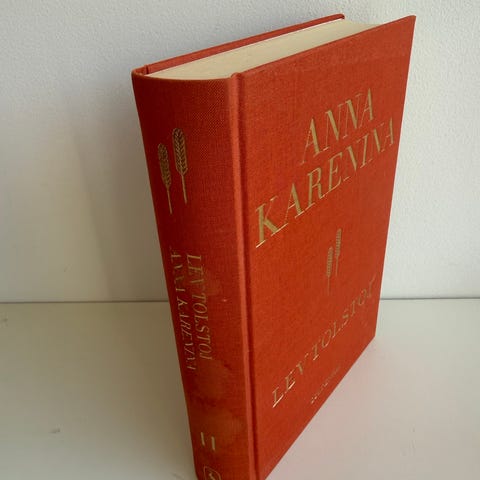 ANNA
KARENINA
LEV TOLSTOJ
LEV TOLSTOJ
ANNA KARENINA
II